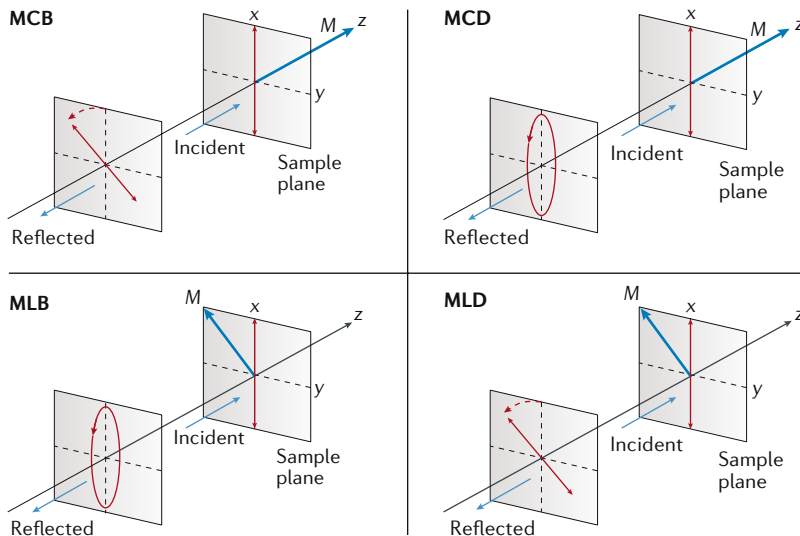 MCB
x
M
z
y
Incident
Sample
plane
Reflected
MCD
x
M
z
y
Incident
Sample
plane
Reflected
MLB
M
x
z
y
Incident
Sample
plane
Reflected
MLD
M
x
z
y
Incident
Sample
plane
Reflected